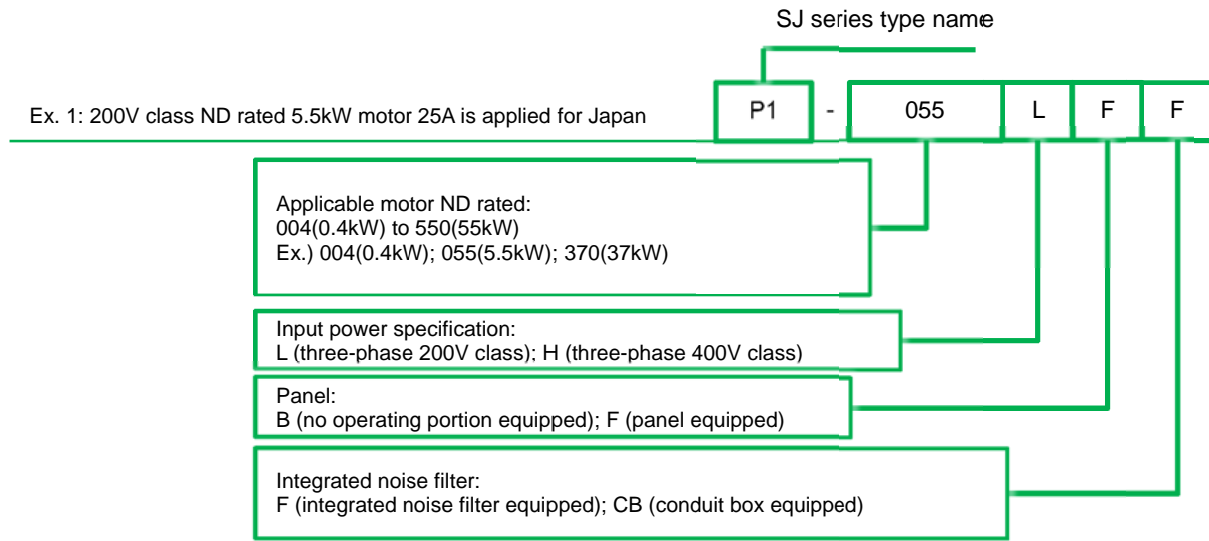 SJ series type name
Ex. 1: 200V class ND rated 5.5kW motor 25A is applied for Japan
P1 - 055 L F F
Applicable motor ND rated:
004(0.4kW) to 550(55kW)
Ex.) 004(0.4kW); 055(5.5kW); 370(37kW)
Input power specification:
L (three-phase 200V class); H (three-phase 400V class)
Panel:
B (no operating portion equipped); F (panel equipped)
Integrated noise filter:
F (integrated noise filter equipped); CB (conduit box equipped)